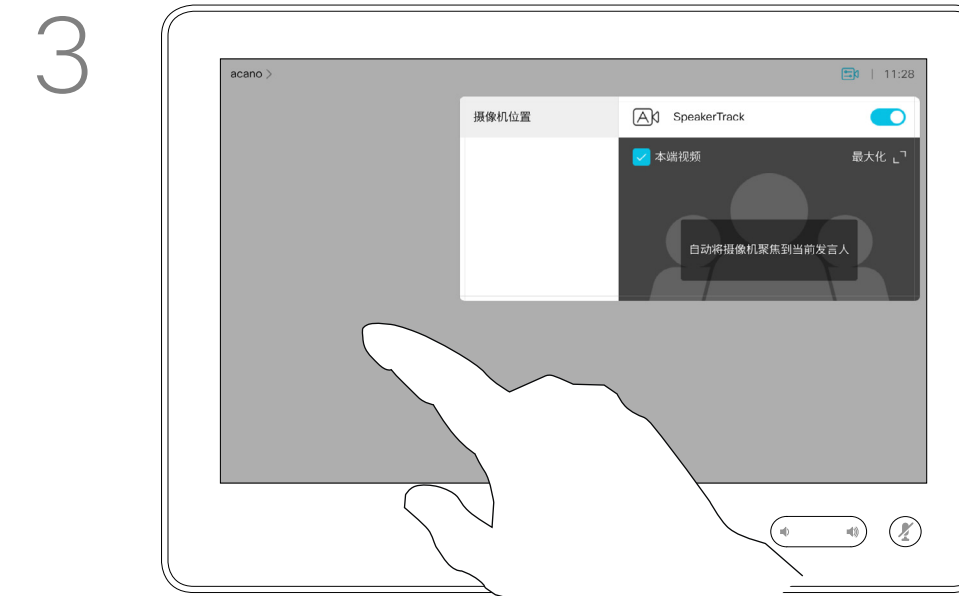 3
acano >
11:28
摄像机位置
SpeakerTrack
本端视频
最大化
自动将摄像机聚焦到当前发言人